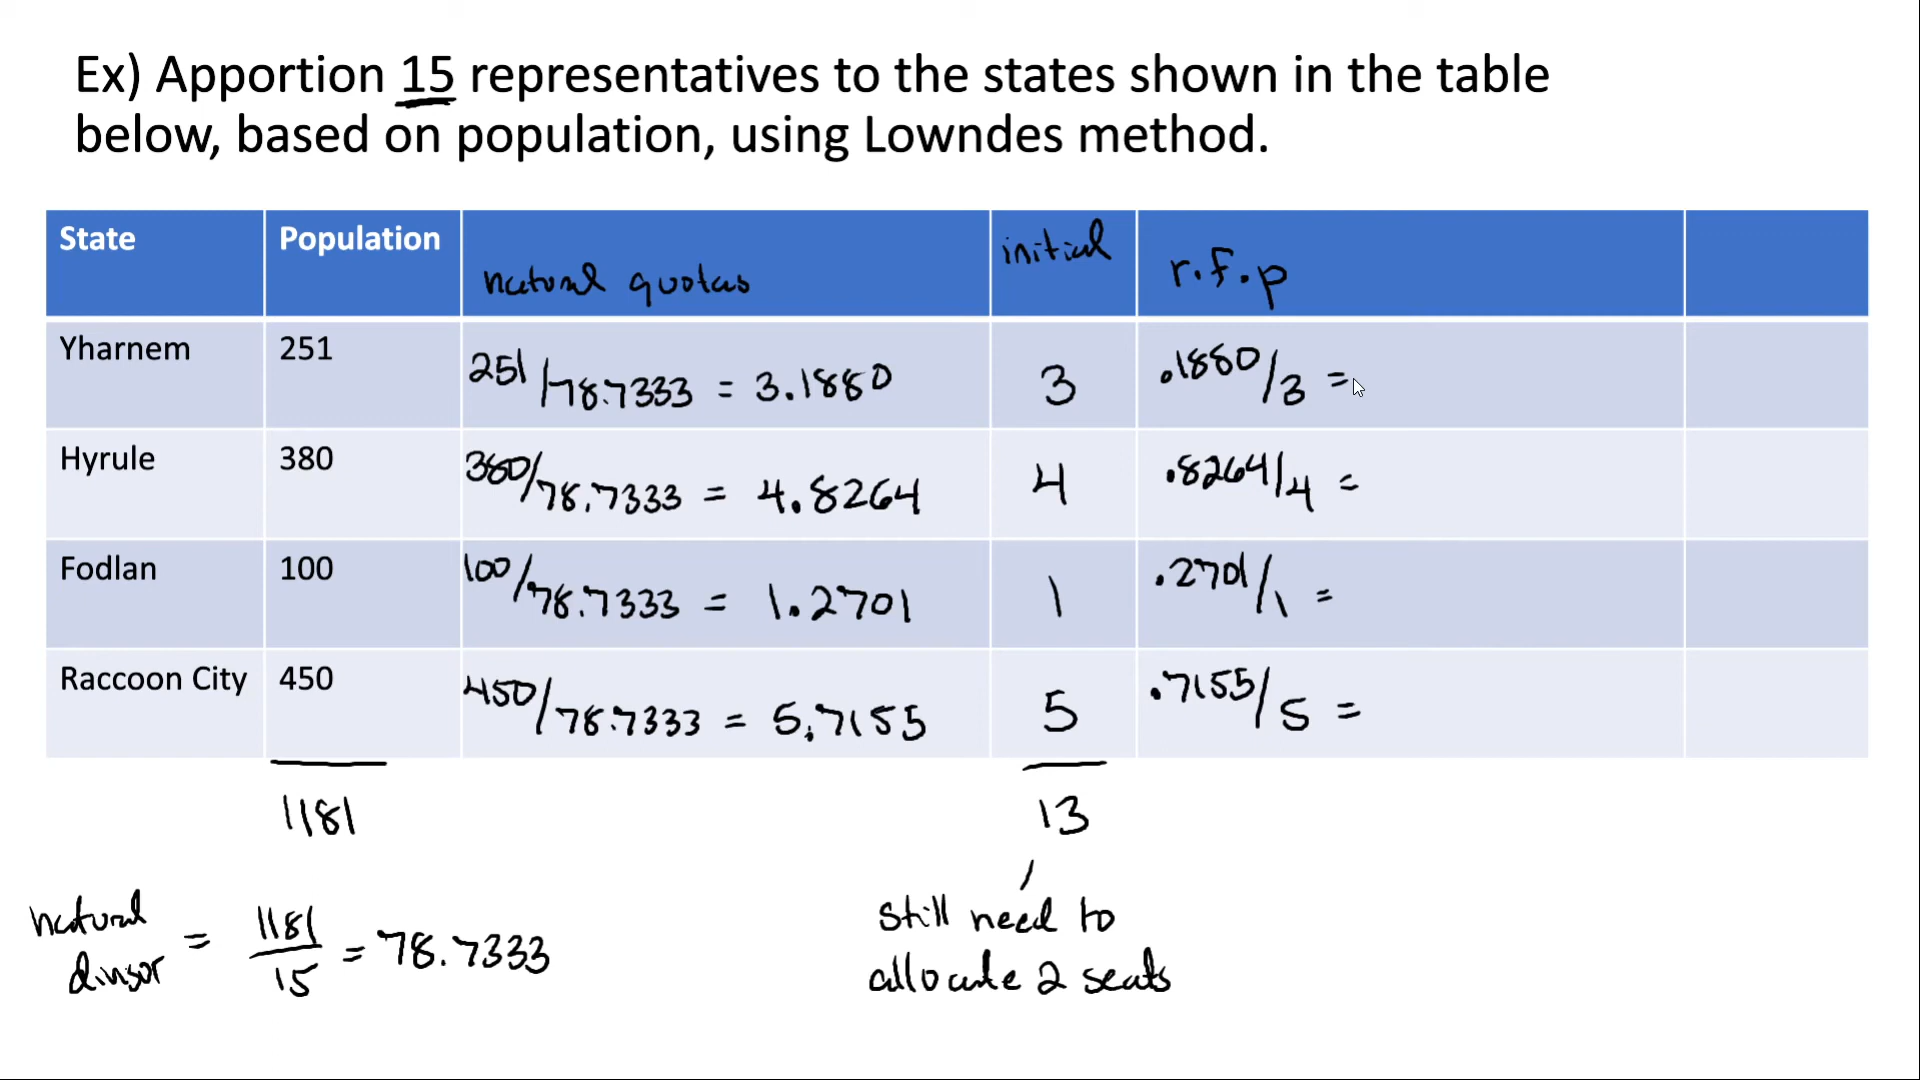 Ex) Apportion 15 representatives to the states shown in the table
below, based on population, using Lowndes method.
State Population natural quotas initial r.f.p
Yharnem 251 251/78.7333 = 3.1880 3 .1880/3 =
Hyrule 380 380/78.7333 = 4.8264 4 .8264/4 =
Fodlan 100 100/78.7333 = 1.2701 1 .2701/1 =
Raccoon City 450 450/78.7333 = 5.7155 5 .7155/5 =
1181 13
natural
divisor = 1181/15 = 78.7333
still need to
allocate 2 seats